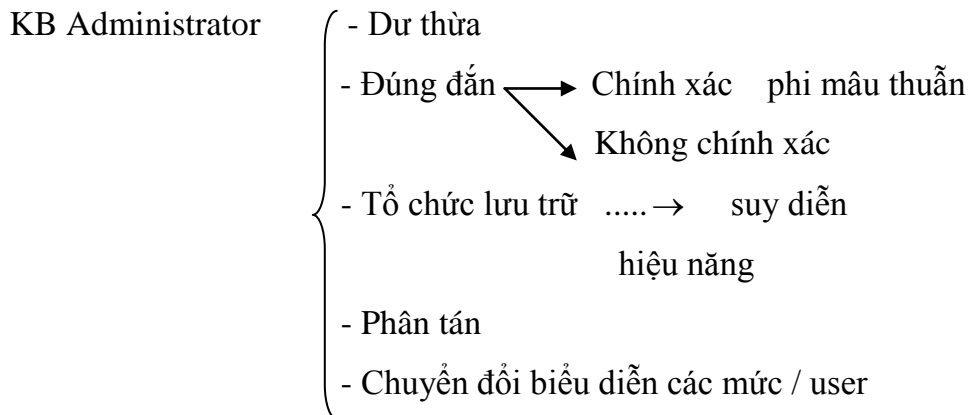 KB Administrator - Dư thừa
- Đúng đắn → Chính xác phi mâu thuẫn
Không chính xác
- Tổ chức lưu trữ ..... → suy diễn
hiệu năng
- Phân tán
- Chuyển đổi biểu diễn các mức / user